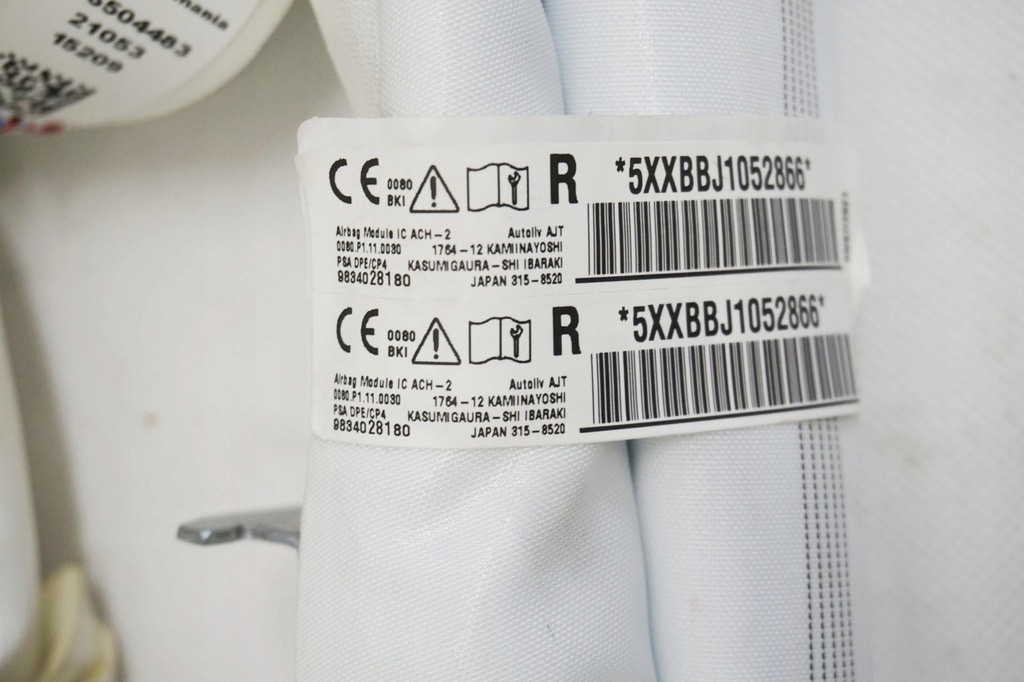 21053
15209
CE 0080 BKI R *5XXBBJ1052866*
Airbag Module IC ACH-2 Autoliv AJT
0080.P1.11.0030 1764-12 KAMIINAYOSHI
PSA DPE/CP4 KASUMIGAURA-SHI IBARAKI
9834028180 JAPAN 315-8520
CE 0080 BKI R *5XXBBJ1052866*
Airbag Module IC ACH-2 Autoliv AJT
0080.P1.11.0030 1764-12 KAMIINAYOSHI
PSA DPE/CP4 KASUMIGAURA-SHI IBARAKI
9834028180 JAPAN 315-8520